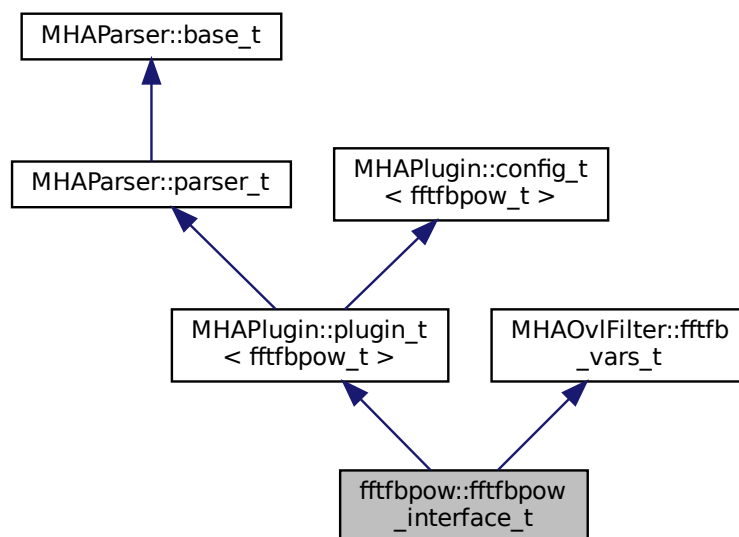 MHAParser::base_t
MHAParser::parser_t
MHAPlugin::config_t
< fftfbpow_t >
MHAPlugin::plugin_t
< fftfbpow_t >
MHAOvlFilter::fftfb
_vars_t
fftfbpow::fftfbpow
_interface_t